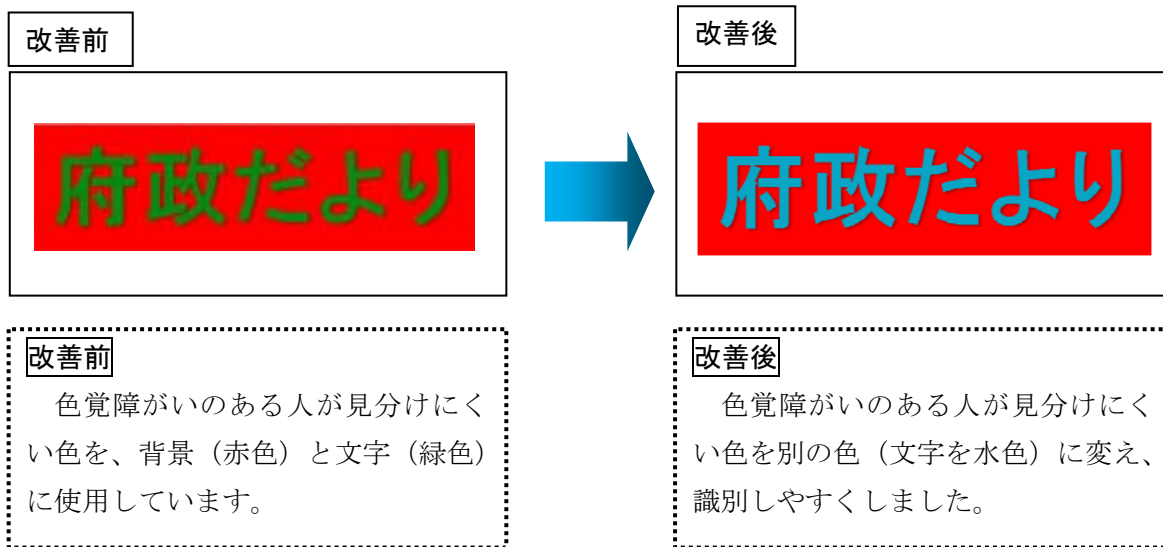 改善前
府政だより
改善前
色覚障がいのある人が見分けにく
い色を、背景（赤色）と文字（緑色）
に使用しています。
改善後
府政だより
改善後
色覚障がいのある人が見分けにく
い色を別の色（文字を水色）に変え、
識別しやすくしました。